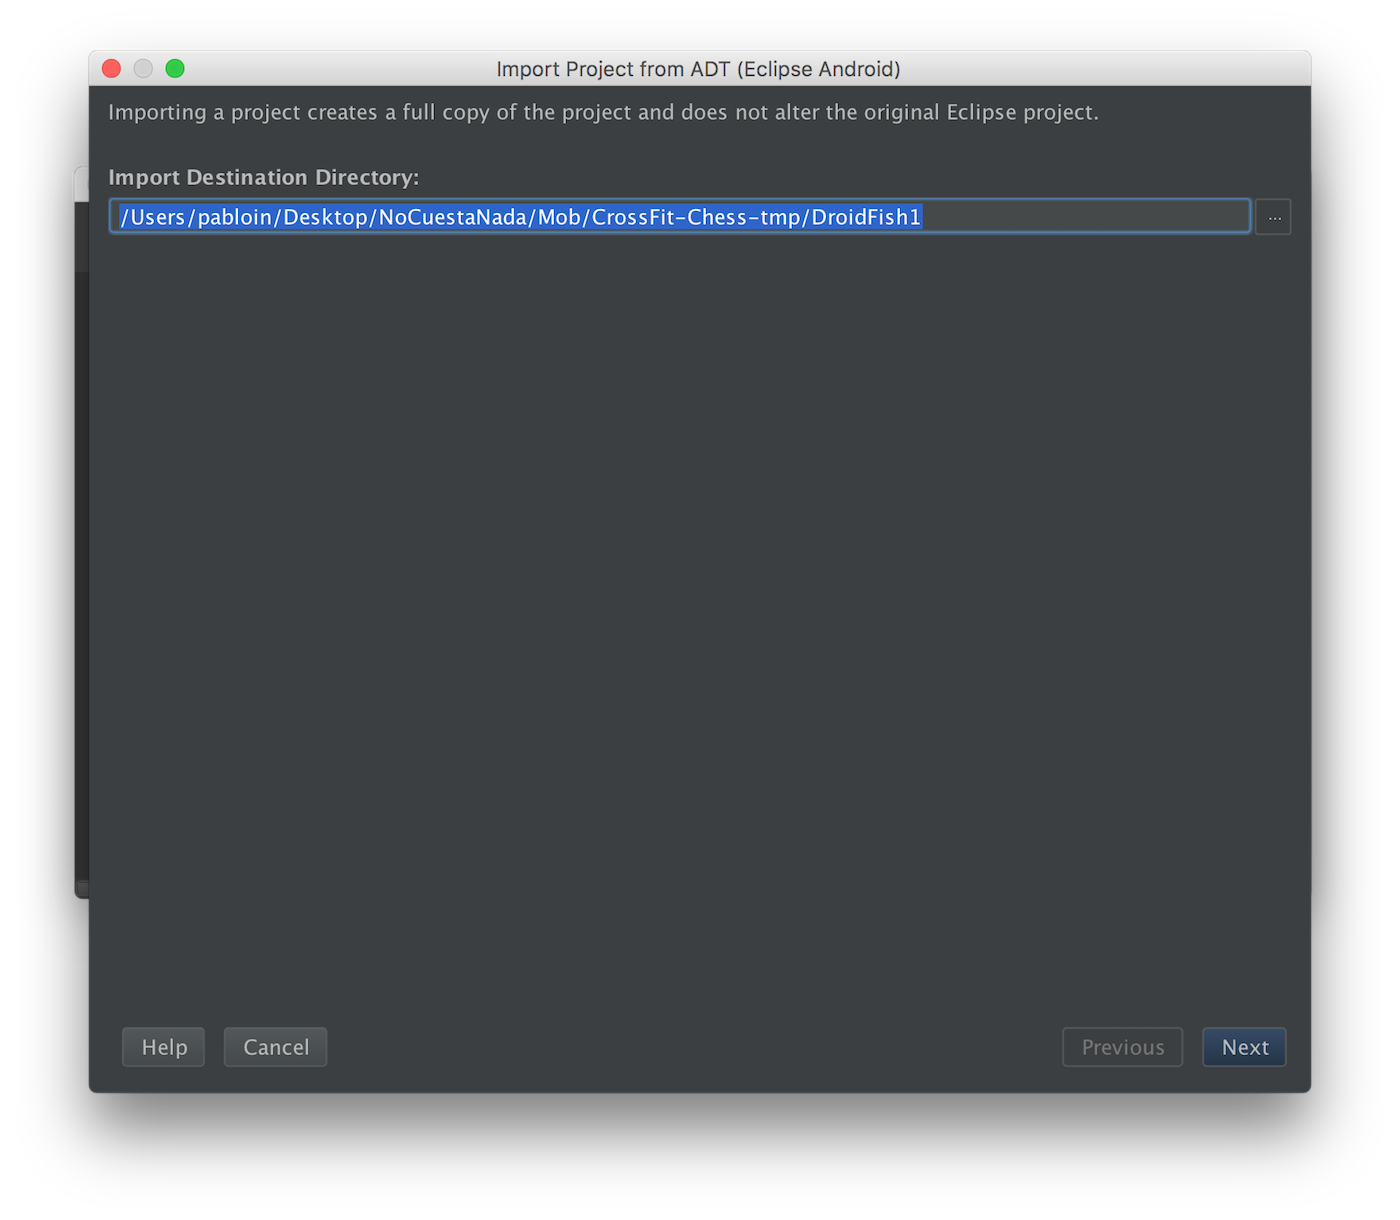 Import Project from ADT (Eclipse Android)
Importing a project creates a full copy of the project and does not alter the original Eclipse project.
Import Destination Directory:
/Users/pabloin/Desktop/NoCuestaNada/Mob/CrossFit-Chess-tmp/DroidFish1
...
Help
Cancel
Previous
Next